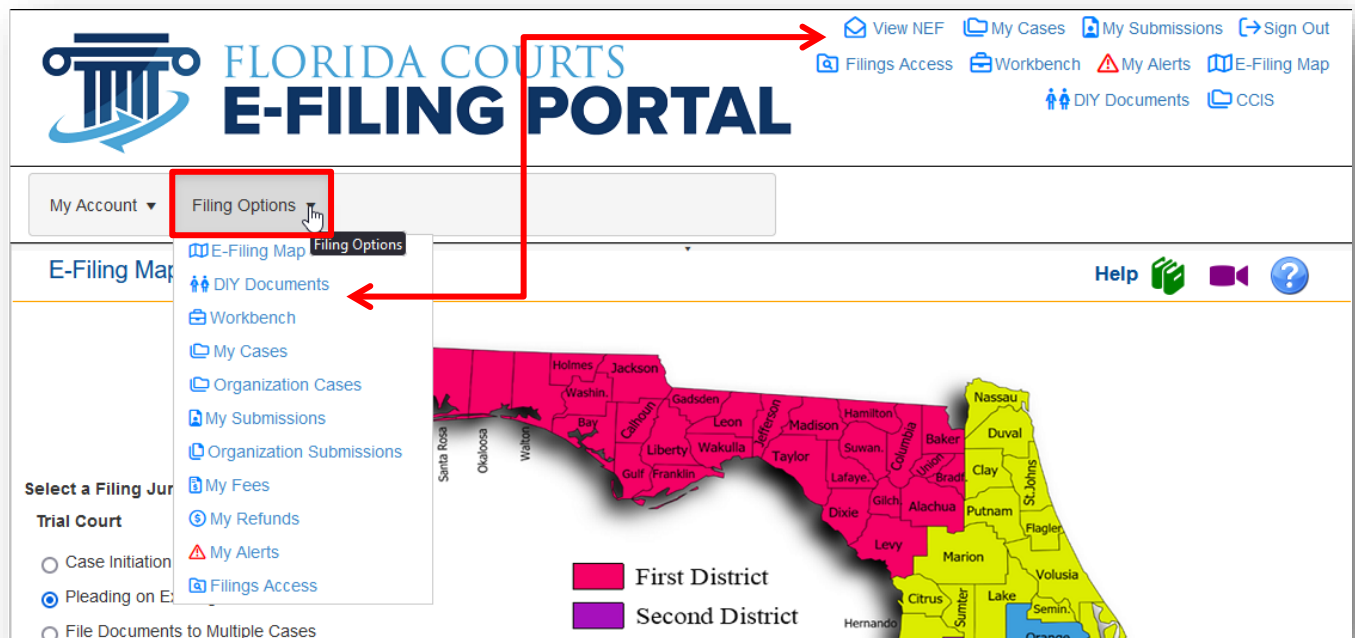 View NEF My Cases My Submissions Sign Out
FLORIDA COURTS
E-FILING PORTAL
Filings Access Workbench My Alerts E-Filing Map
DIY Documents CCIS
My Account Filing Options
Filing Options
E-Filing Map
Help
E-Filing Map
DIY Documents
Workbench
My Cases
Organization Cases
My Submissions
Organization Submissions
My Fees
My Refunds
My Alerts
Filings Access
Select a Filing Jur
Trial Court
Case Initiation
Pleading on Ex
File Documents to Multiple Cases
Holmes
Jackson
Washin.
Bay
Calhoun
Gadsden
Leon
Jefferson
Madison
Hamilton
Columbia
Baker
Nassau
Duval
Santa Rosa
Okaloosa
Walton
Liberty
Wakulla
Taylor
Suwan.
Union
Bradf.
Clay
St.Johns
Gulf
Franklin
Lafaye.
Gilch.
Alachua
Putnam
Dixie
Flagler
Levy
Marion
Volusia
First District
Citrus
Sumter
Lake
Semin.
Second District
Hernando
Orange